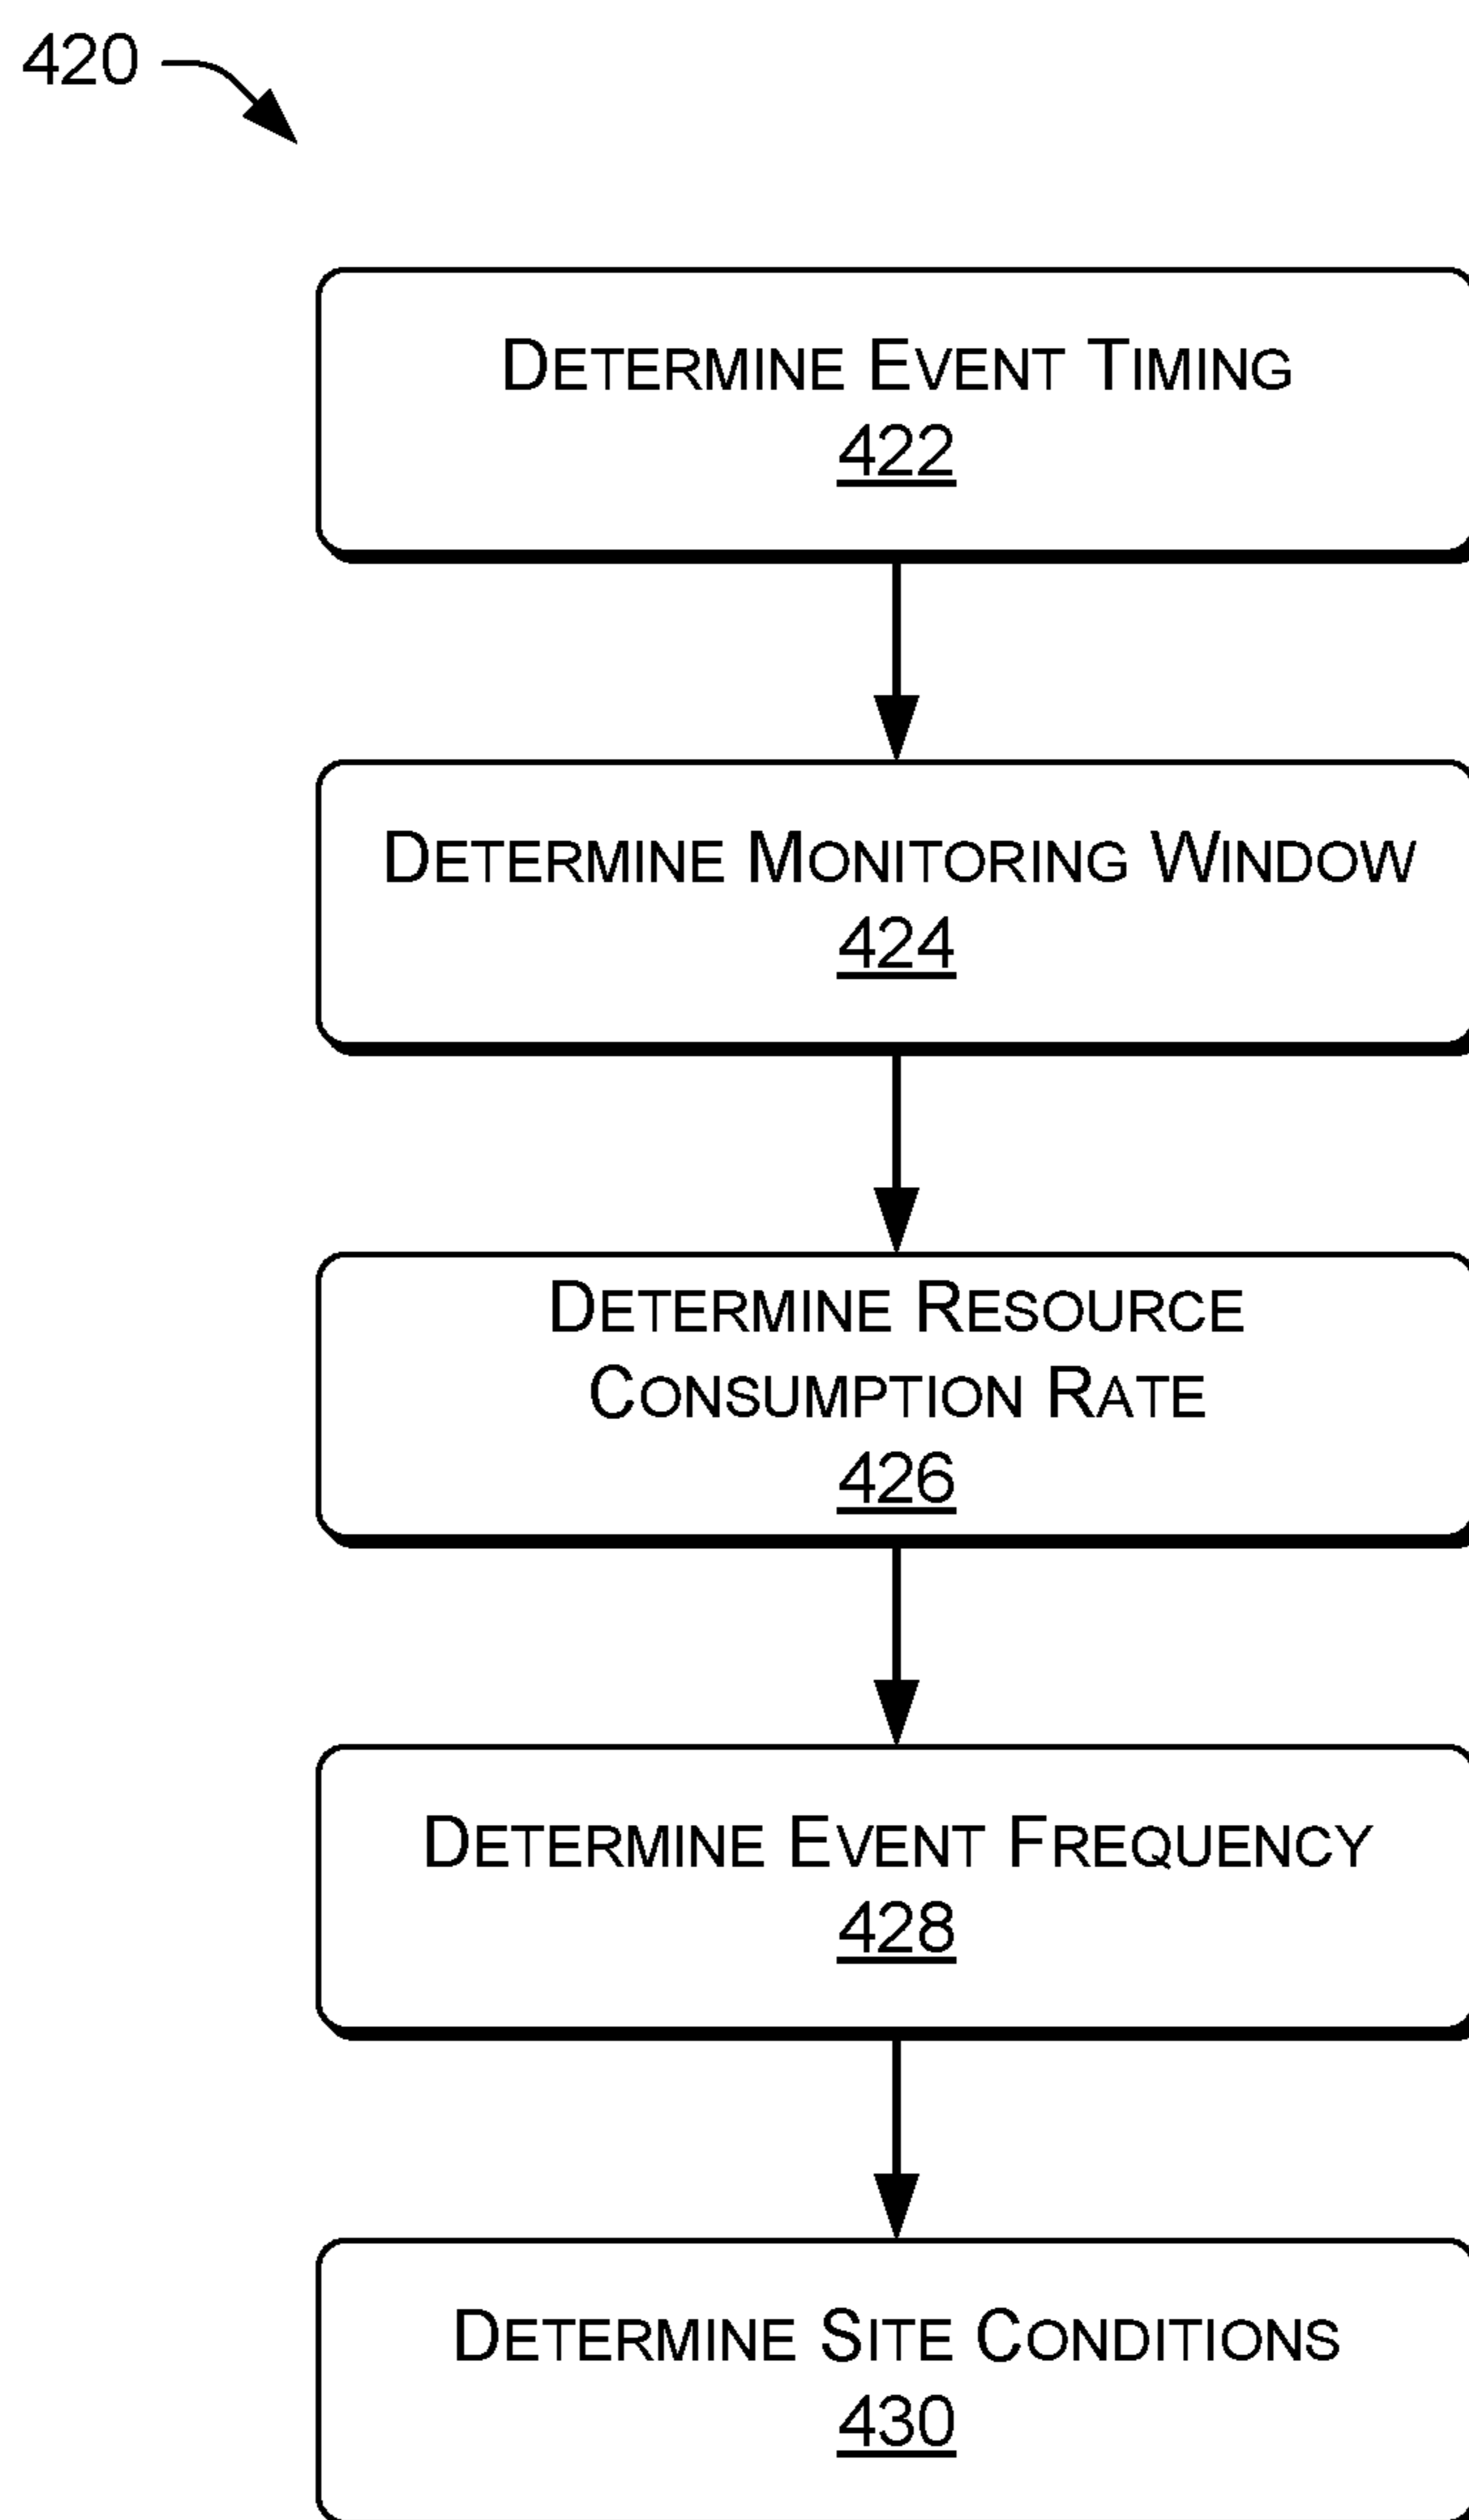 420
DETERMINE EVENT TIMING
422
DETERMINE MONITORING WINDOW
424
DETERMINE RESOURCE
CONSUMPTION RATE
426
DETERMINE EVENT FREQUENCY
428
DETERMINE SITE CONDITIONS
430